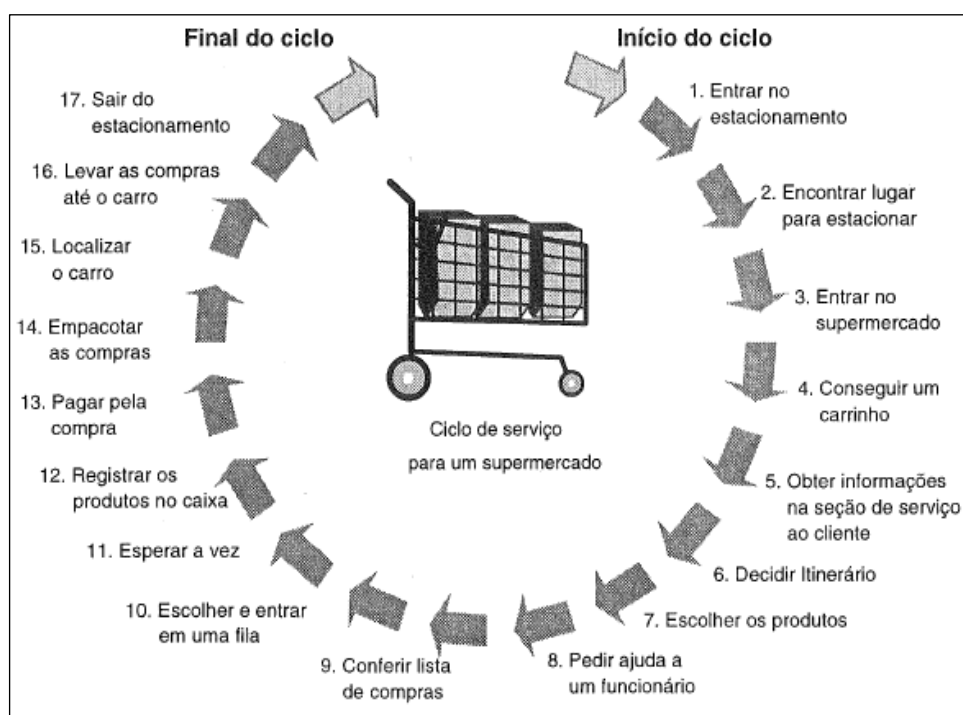 Final do ciclo
Início do ciclo
1. Entrar no
estacionamento
2. Encontrar lugar
para estacionar
3. Entrar no
supermercado
4. Conseguir um
carrinho
5. Obter informações
na seção de serviço
ao cliente
6. Decidir Itinerário
7. Escolher os produtos
8. Pedir ajuda a
um funcionário
9. Conferir lista
de compras
10. Escolher e entrar
em uma fila
11. Esperar a vez
12. Registrar os
produtos no caixa
13. Pagar pela
compra
14. Empacotar
as compras
15. Localizar
o carro
16. Levar as compras
até o carro
17. Sair do
estacionamento
Ciclo de serviço
para um supermercado